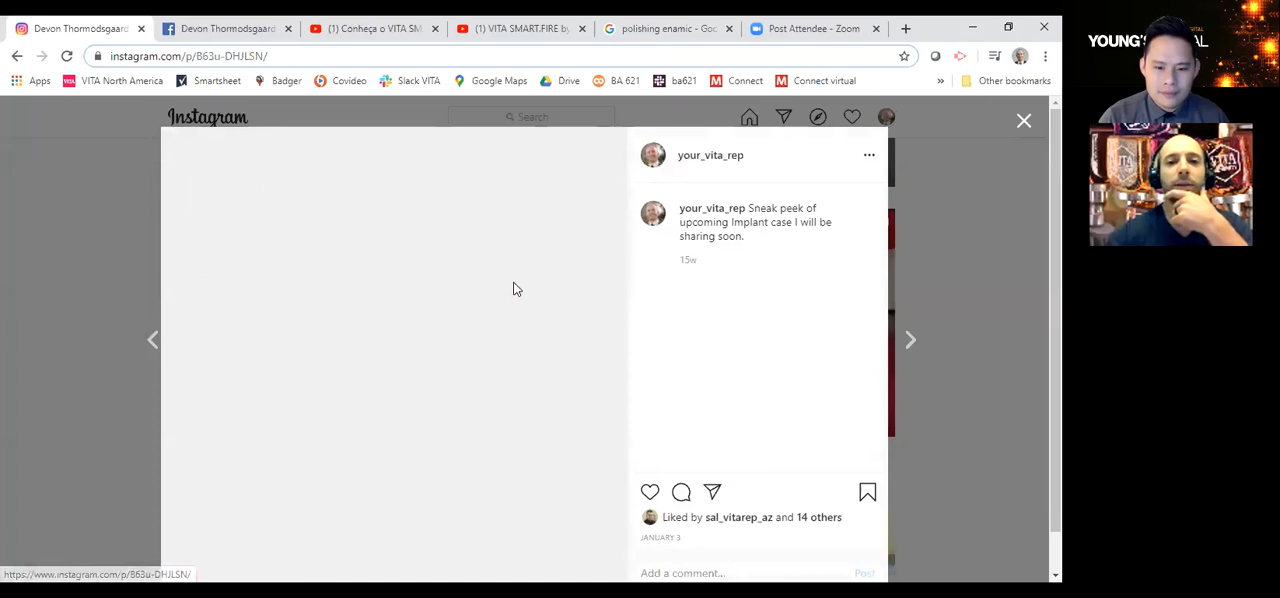 Devon Thormodsgaard
Devon Thormodsgaard
(1) Conheça o VITA SM
(1) VITA SMART.FIRE by
polishing enamic - Goo
Post Attendee - Zoom
instagram.com/p/B63u-DHJLSN/
Apps
VITA North America
Smartsheet
Badger
Covideo
Slack VITA
Google Maps
Drive
BA 621
ba621
Connect
Connect virtual
»
Other bookmarks
Instagram
Search
your_vita_rep
your_vita_rep Sneak peek of
upcoming Implant case I will be
sharing soon.
15w
Liked by sal_vitarep_az and 14 others
JANUARY 3
Add a comment...
Post
https://www.instagram.com/p/B63u-DHJLSN/
YOUNG'S
VITA